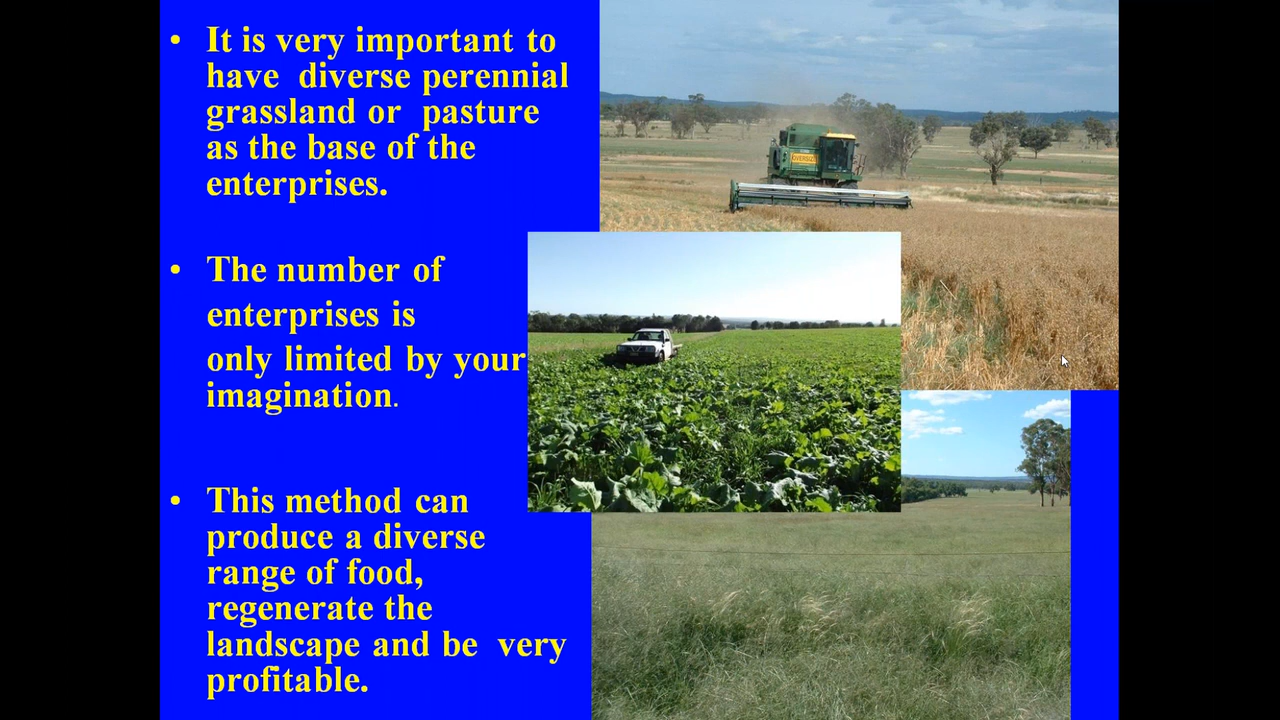 • It is very important to
have diverse perennial
grassland or pasture
as the base of the
enterprises.
• The number of
enterprises is
only limited by your
imagination.
• This method can
produce a diverse
range of food,
regenerate the
landscape and be very
profitable.
OVERSIZE